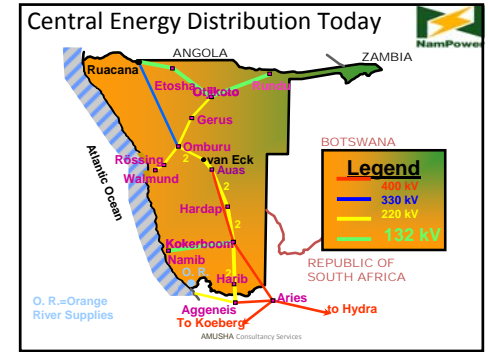 Central Energy Distribution Today
NamPower
ANGOLA
ZAMBIA
Ruacana
Etosha
Otjikoto
Gerus
BOTSWANA
Omburu
2
van Eck
Rössing
Auas
Walmund
2
Atlantic Ocean
Legend
400 kV
330 kV
220 kV
132 kV
Hardap
2
Kokerboom
Namib
REPUBLIC OF
SOUTH AFRICA
O. R.
2
Harib
O. R.=Orange
River Supplies
Aggeneis
Aries
to Hydra
To Koeberg
AMUSHA Consultancy Services